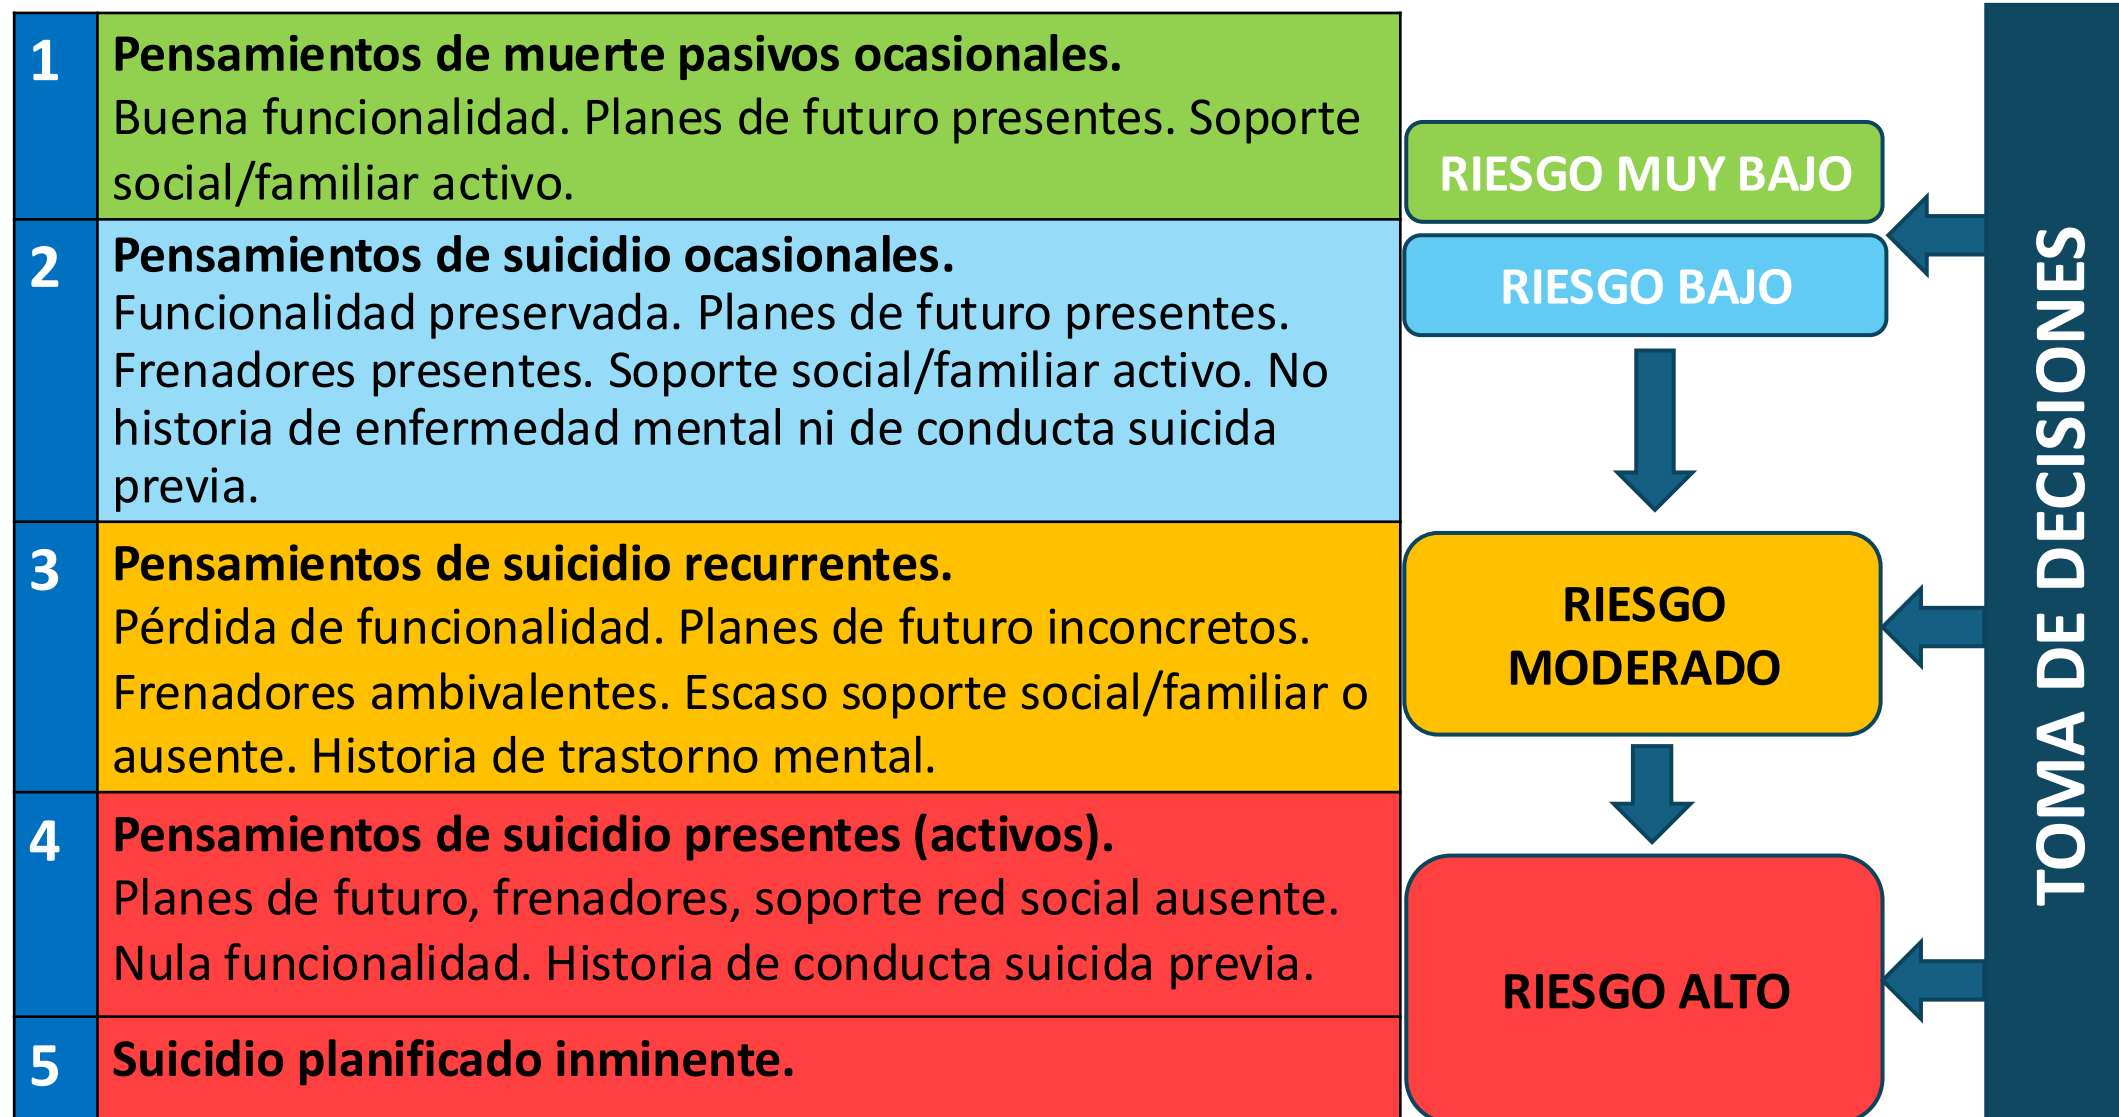 1
Pensamientos de muerte pasivos ocasionales.
Buena funcionalidad. Planes de futuro presentes. Soporte
social/familiar activo.
2
Pensamientos de suicidio ocasionales.
Funcionalidad preservada. Planes de futuro presentes.
Frenadores presentes. Soporte social/familiar activo. No
historia de enfermedad mental ni de conducta suicida
previa.
3
Pensamientos de suicidio recurrentes.
Pérdida de funcionalidad. Planes de futuro inconcretos.
Frenadores ambivalentes. Escaso soporte social/familiar o
ausente. Historia de trastorno mental.
4
Pensamientos de suicidio presentes (activos).
Planes de futuro, frenadores, soporte red social ausente.
Nula funcionalidad. Historia de conducta suicida previa.
5
Suicidio planificado inminente.
RIESGO MUY BAJO
RIESGO BAJO
RIESGO
MODERADO
RIESGO ALTO
TOMA DE DECISIONES